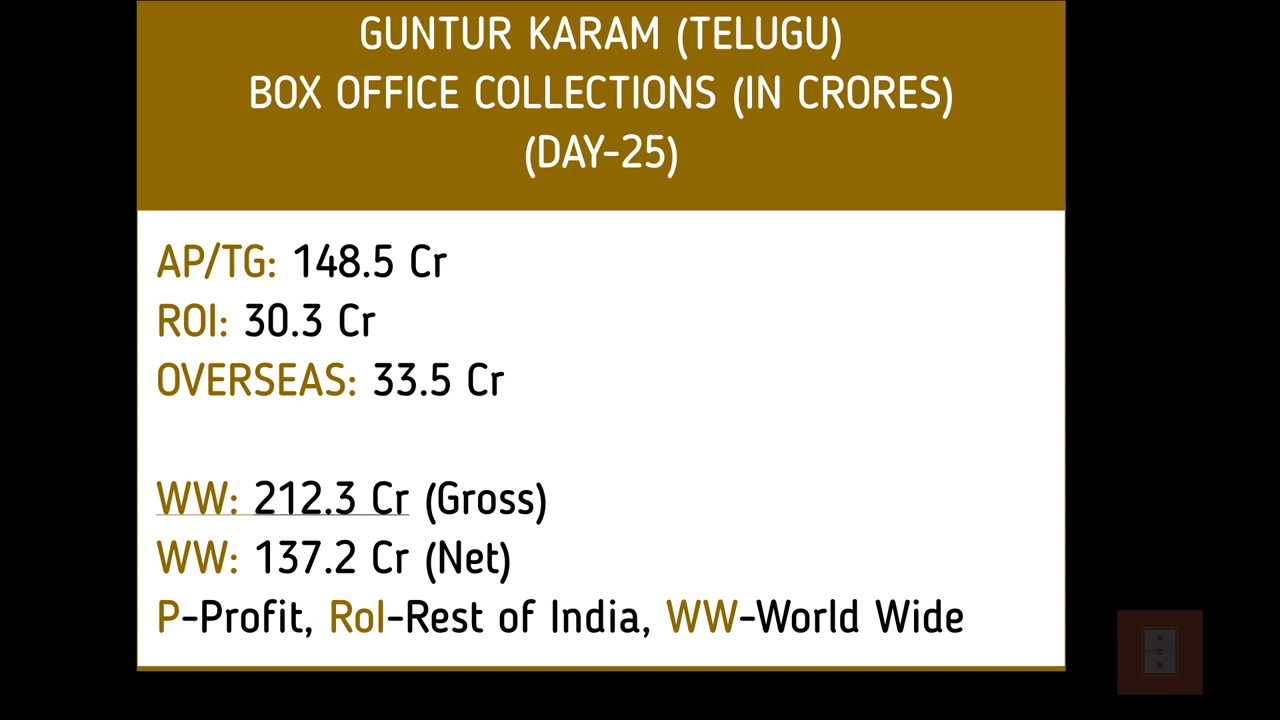 GUNTUR KARAM (TELUGU)
BOX OFFICE COLLECTIONS (IN CRORES)
(DAY-25)
AP/TG: 148.5 Cr
ROI: 30.3 Cr
OVERSEAS: 33.5 Cr
WW: 212.3 Cr (Gross)
WW: 137.2 Cr (Net)
P-Profit, RoI-Rest of India, WW-World Wide